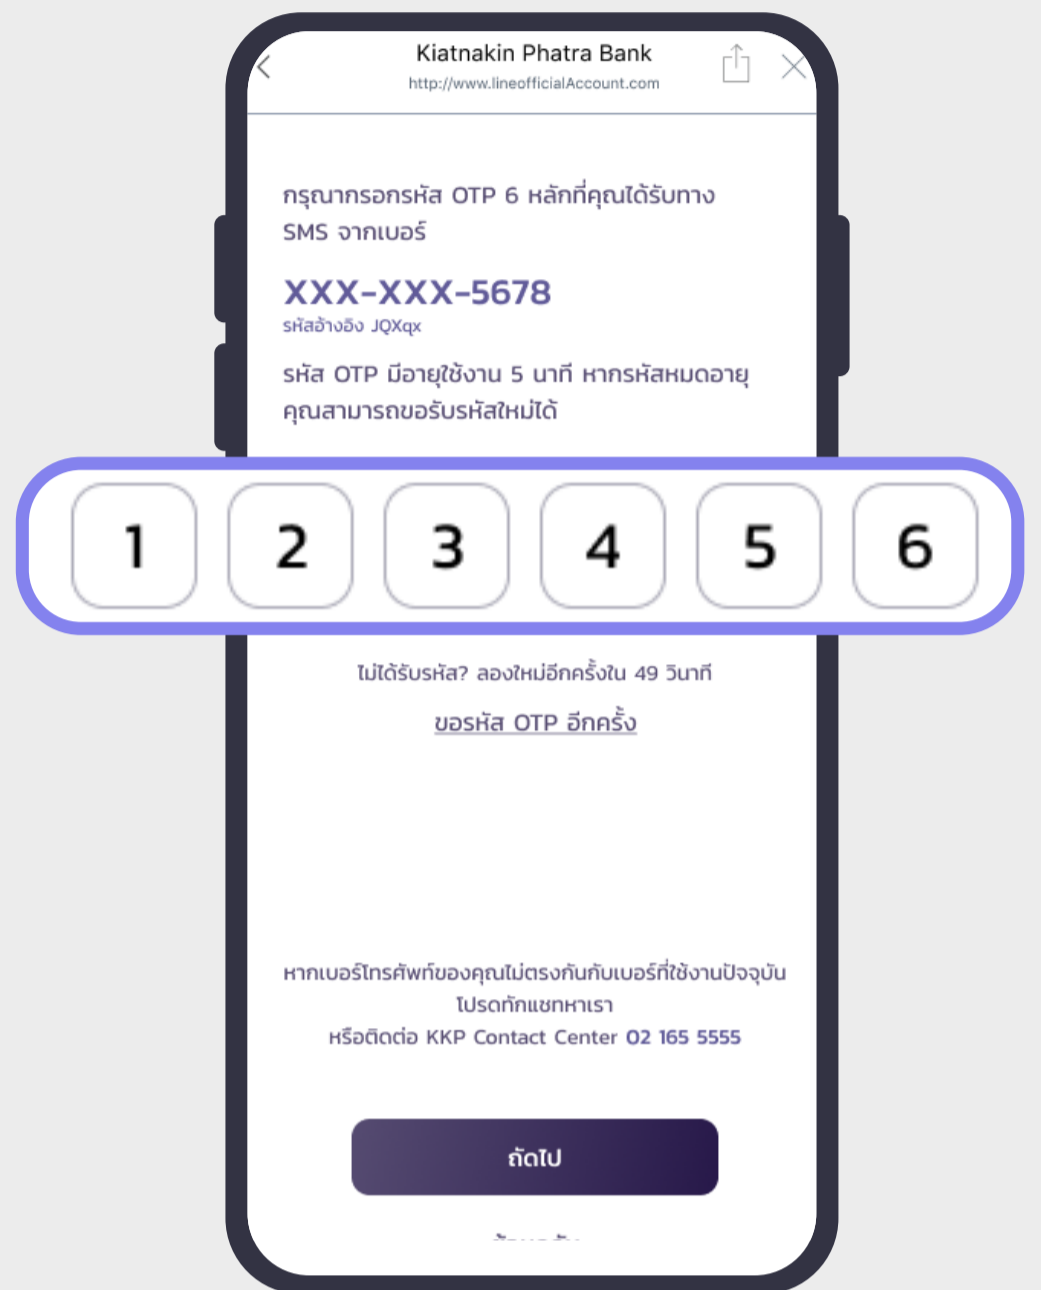 Kiatnakin Phatra Bank
http://www.lineofficialAccount.com
กรุณากรอกรหัส OTP 6 หลักที่คุณได้รับทาง
SMS จากเบอร์
XXX-XXX-5678
รหัสอ้างอิง JQXqx
รหัส OTP มีอายุใช้งาน 5 นาที หากรหัสหมดอายุ
คุณสามารถขอรับรหัสใหม่ได้
1 2 3 4 5 6
ไม่ได้รับรหัส? ลองใหม่อีกครั้งใน 49 วินาที
ขอรหัส OTP อีกครั้ง
หากเบอร์โทรศัพท์ของคุณไม่ตรงกันกับเบอร์ที่ใช้งานปัจจุบัน
โปรดทักแชทหาเรา
หรือติดต่อ KKP Contact Center 02 165 5555
ถัดไป